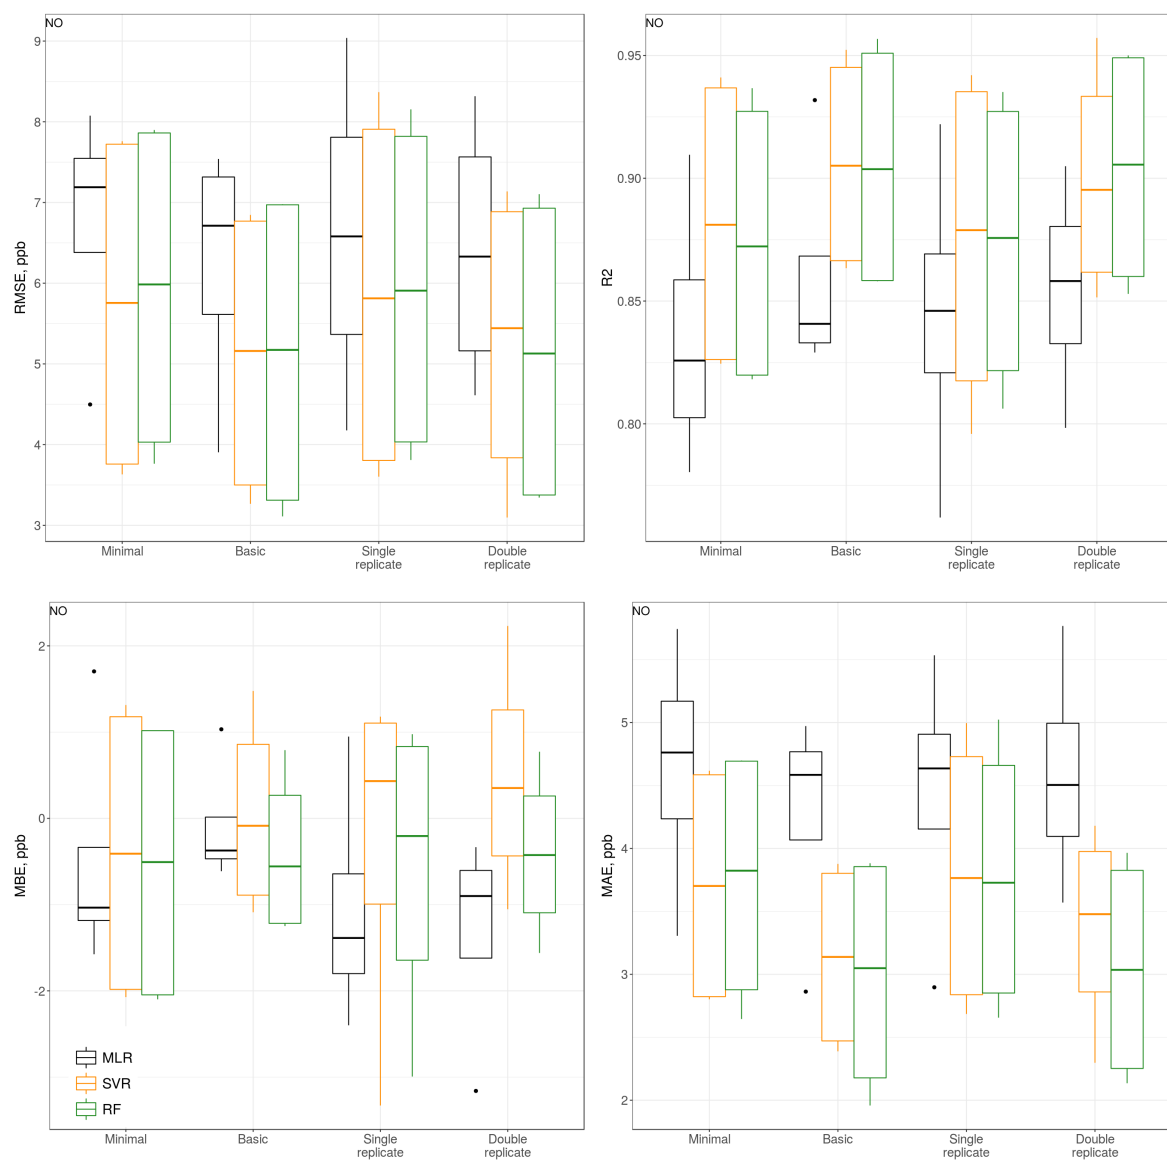 NO
RMSE, ppb
9
8
7
6
5
4
3
Minimal
Basic
Single
replicate
Double
replicate
NO
R2
0.95
0.90
0.85
0.80
Minimal
Basic
Single
replicate
Double
replicate
NO
MBE, ppb
2
0
-2
MLR
SVR
RF
Minimal
Basic
Single
replicate
Double
replicate
NO
MAE, ppb
5
4
3
2
Minimal
Basic
Single
replicate
Double
replicate